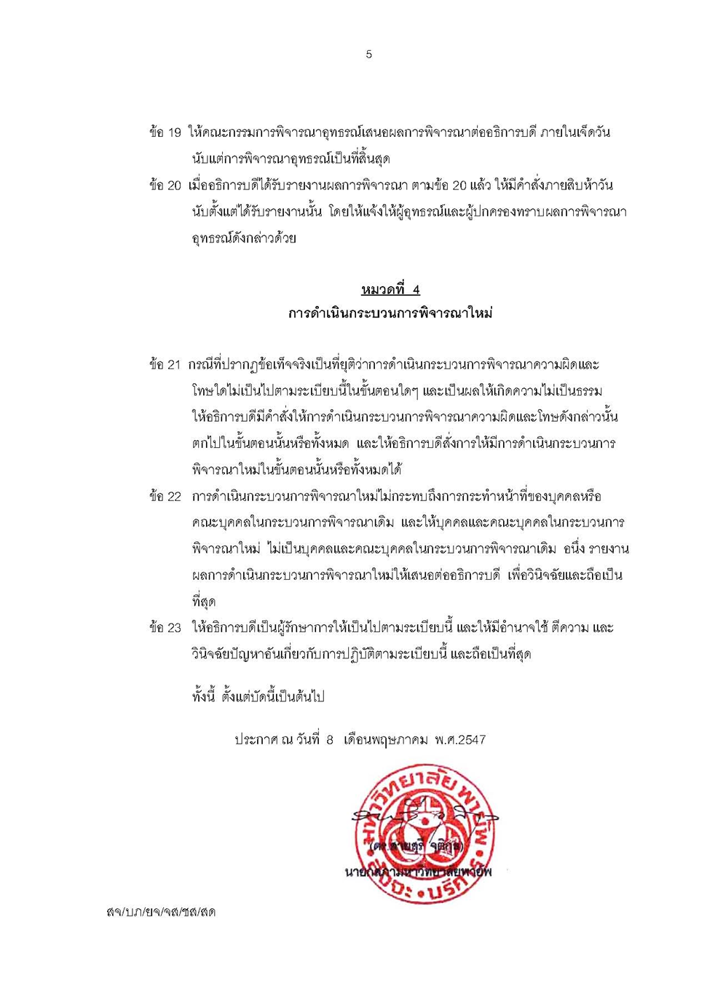 5
ข้อ 19 ให้คณะกรรมการพิจารณาอุทธรณ์เสนอผลการพิจารณาต่ออธิการบดี ภายในเจ็ดวัน
นับแต่การพิจารณาอุทธรณ์เป็นที่สิ้นสุด
ข้อ 20 เมื่ออธิการบดีได้รับรายงานผลการพิจารณา ตามข้อ 20 แล้ว ให้มีคำสั่งภายสิบห้าวัน
นับตั้งแต่ได้รับรายงานนั้น โดยให้แจ้งให้ผู้อุทธรณ์และผู้ปกครองทราบผลการพิจารณา
อุทธรณ์ดังกล่าวด้วย
หมวดที่ 4
การดำเนินกระบวนการพิจารณาใหม่
ข้อ 21 กรณีที่ปรากฏข้อเท็จจริงเป็นที่ยุติว่าการดำเนินกระบวนการพิจารณาความผิดและ
โทษใดไม่เป็นไปตามระเบียบนี้ในขั้นตอนใดๆ และเป็นผลให้เกิดความไม่เป็นธรรม
ให้อธิการบดีมีคำสั่งให้การดำเนินกระบวนการพิจารณาความผิดและโทษดังกล่าวนั้น
ตกไปในขั้นตอนนั้นหรือทั้งหมด และให้อธิการบดีสั่งการให้มีการดำเนินกระบวนการ
พิจารณาใหม่ในขั้นตอนนั้นหรือทั้งหมดได้
ข้อ 22 การดำเนินกระบวนการพิจารณาใหม่ไม่กระทบถึงการกระทำหน้าที่ของบุคคลหรือ
คณะบุคคลในกระบวนการพิจารณาเดิม และให้บุคคลและคณะบุคคลในกระบวนการ
พิจารณาใหม่ ไม่เป็นบุคคลและคณะบุคคลในกระบวนการพิจารณาเดิม อนึ่ง รายงาน
ผลการดำเนินกระบวนการพิจารณาใหม่ให้เสนอต่ออธิการบดี เพื่อวินิจฉัยและถือเป็น
ที่สุด
ข้อ 23 ให้อธิการบดีเป็นผู้รักษาการให้เป็นไปตามระเบียบนี้ และให้มีอำนาจใช้ ตีความ และ
วินิจฉัยปัญหาอันเกี่ยวกับการปฏิบัติตามระเบียบนี้ และถือเป็นที่สุด
ทั้งนี้ ตั้งแต่บัดนี้เป็นต้นไป
ประกาศ ณ วันที่ 8 เดือนพฤษภาคม พ.ศ.2547
มหาวิทยาลัยพายัพ
(ดร.สายสุรี จุติกุล)
นายกสภามหาวิทยาลัยพายัพ
สัจจะ • บริการ
สจ/บภ/ยจ/จส/ชส/สด